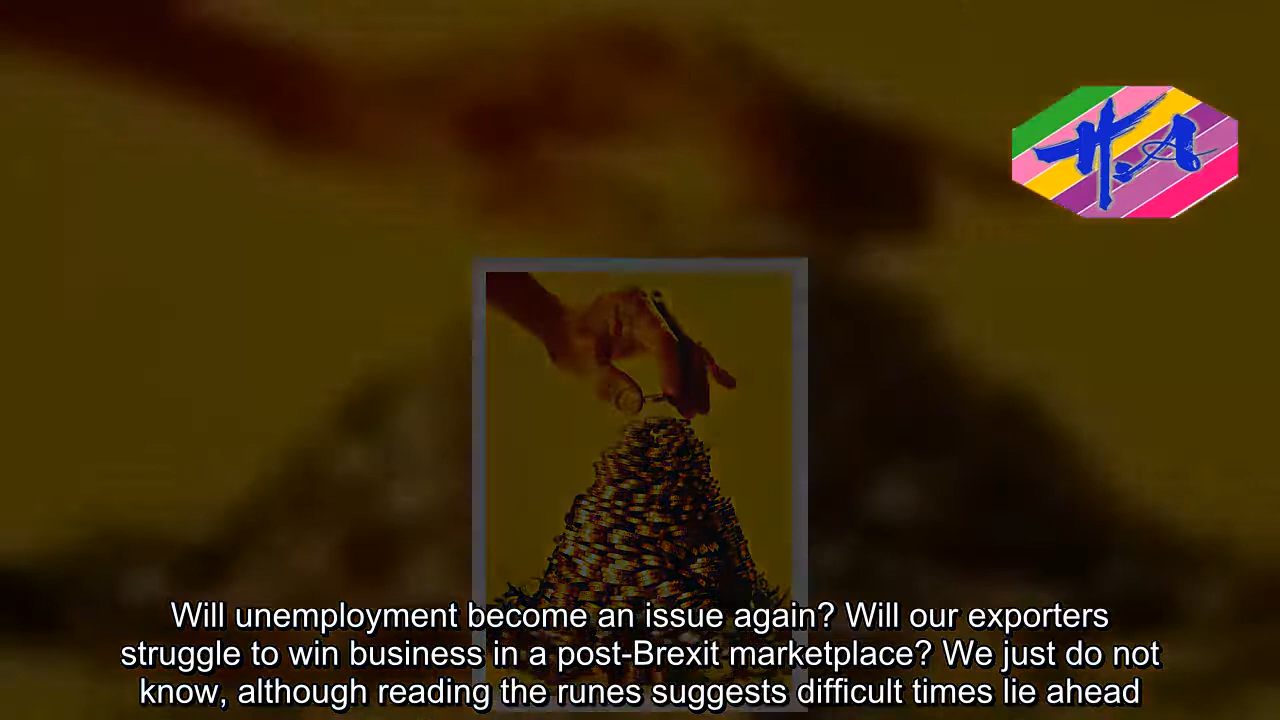 H.A
Will unemployment become an issue again? Will our exporters
struggle to win business in a post-Brexit marketplace? We just do not
know, although reading the runes suggests difficult times lie ahead